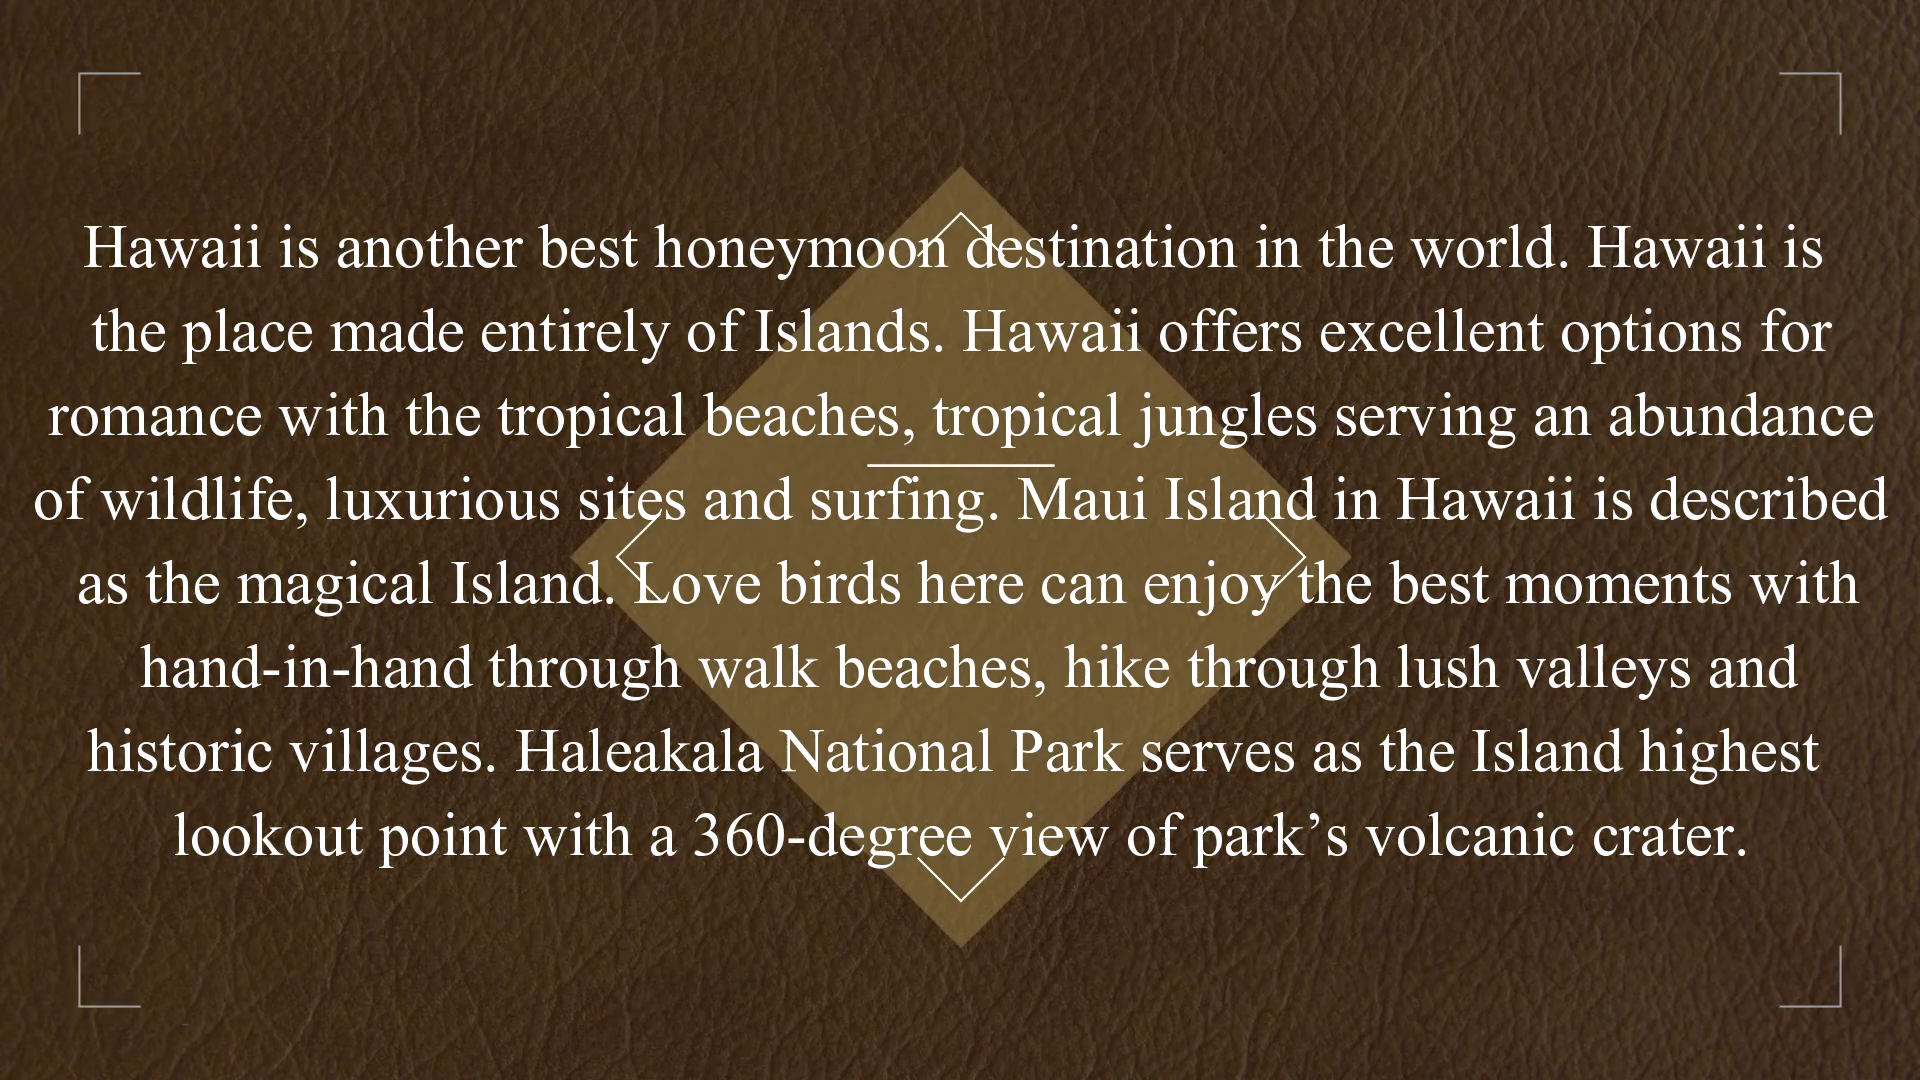 Hawaii is another best honeymoon destination in the world. Hawaii is
the place made entirely of Islands. Hawaii offers excellent options for
romance with the tropical beaches, tropical jungles serving an abundance
of wildlife, luxurious sites and surfing. Maui Island in Hawaii is described
as the magical Island. Love birds here can enjoy the best moments with
hand-in-hand through walk beaches, hike through lush valleys and
historic villages. Haleakala National Park serves as the Island highest
lookout point with a 360-degree view of park’s volcanic crater.